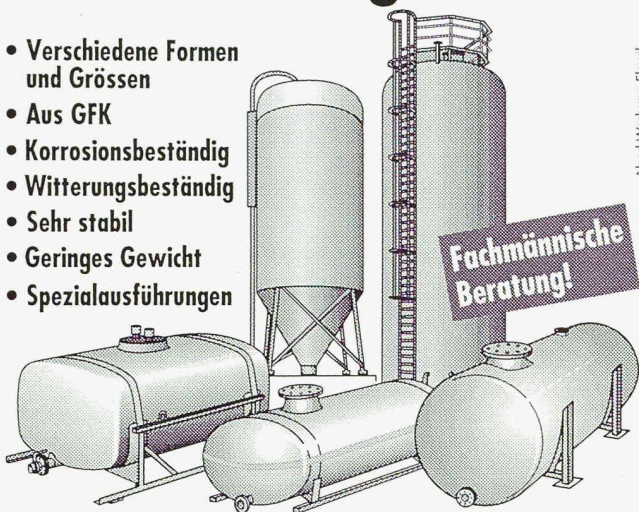 • Verschiedene Formen
und Grössen
• Aus GFK
• Korrosionsbeständig
• Witterungsbeständig
• Sehr stabil
• Geringes Gewicht
• Spezialausführungen
Fachmännische
Beratung!